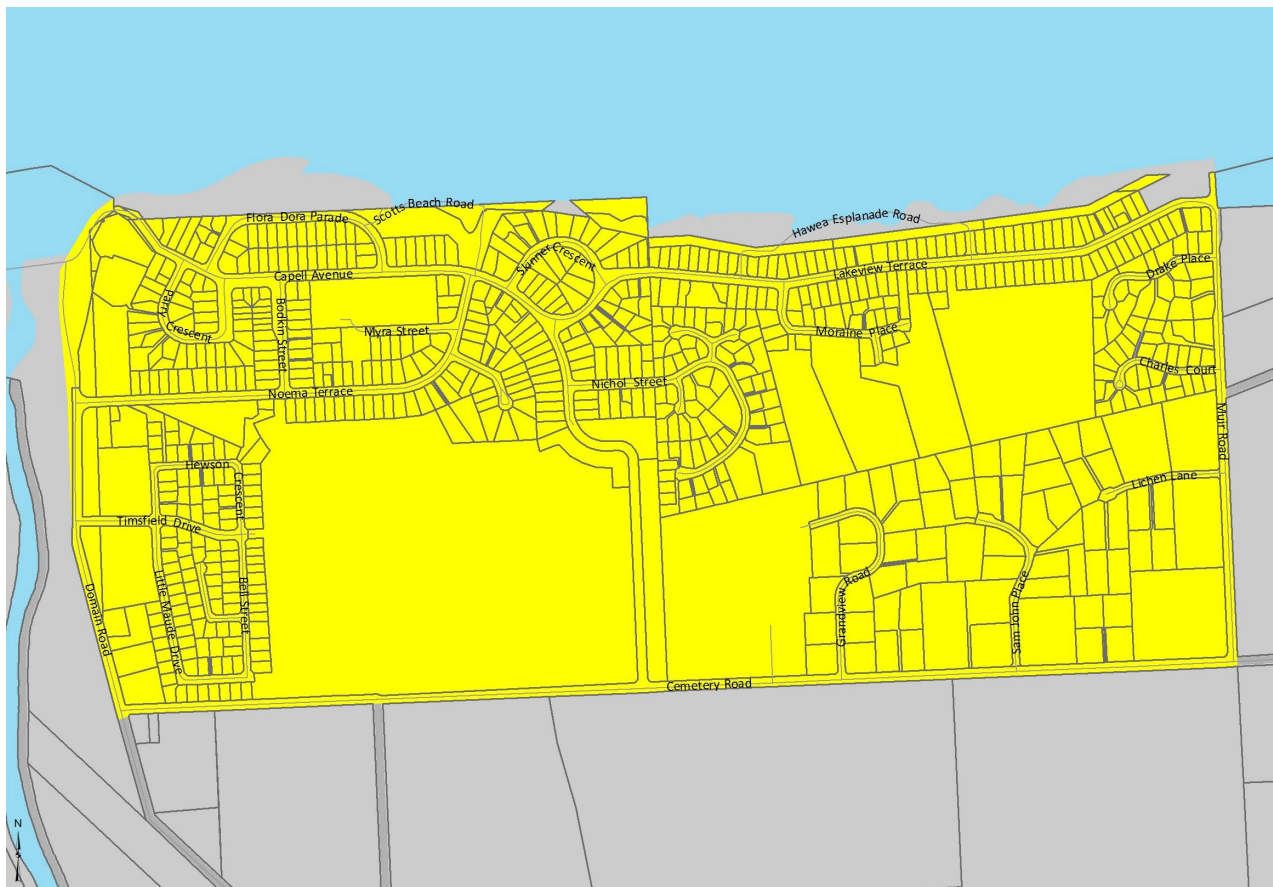 Flora Dora Parade
Scotts Beach Road
Hawea Esplanade Road
Capell Avenue
Skinner Crescent
Lakeview Terrace
Drake Place
Parry
Crescent
Bodkin Street
Myra Street
Moraine Place
Noema Terrace
Nichol Street
Charles Court
Muir Road
Hewson
Crescent
Lichen Lane
Timsfield Drive
Domain Road
Little Maude Drive
Bell Street
Grandview Road
Sam John Place
Cemetery Road
N
S